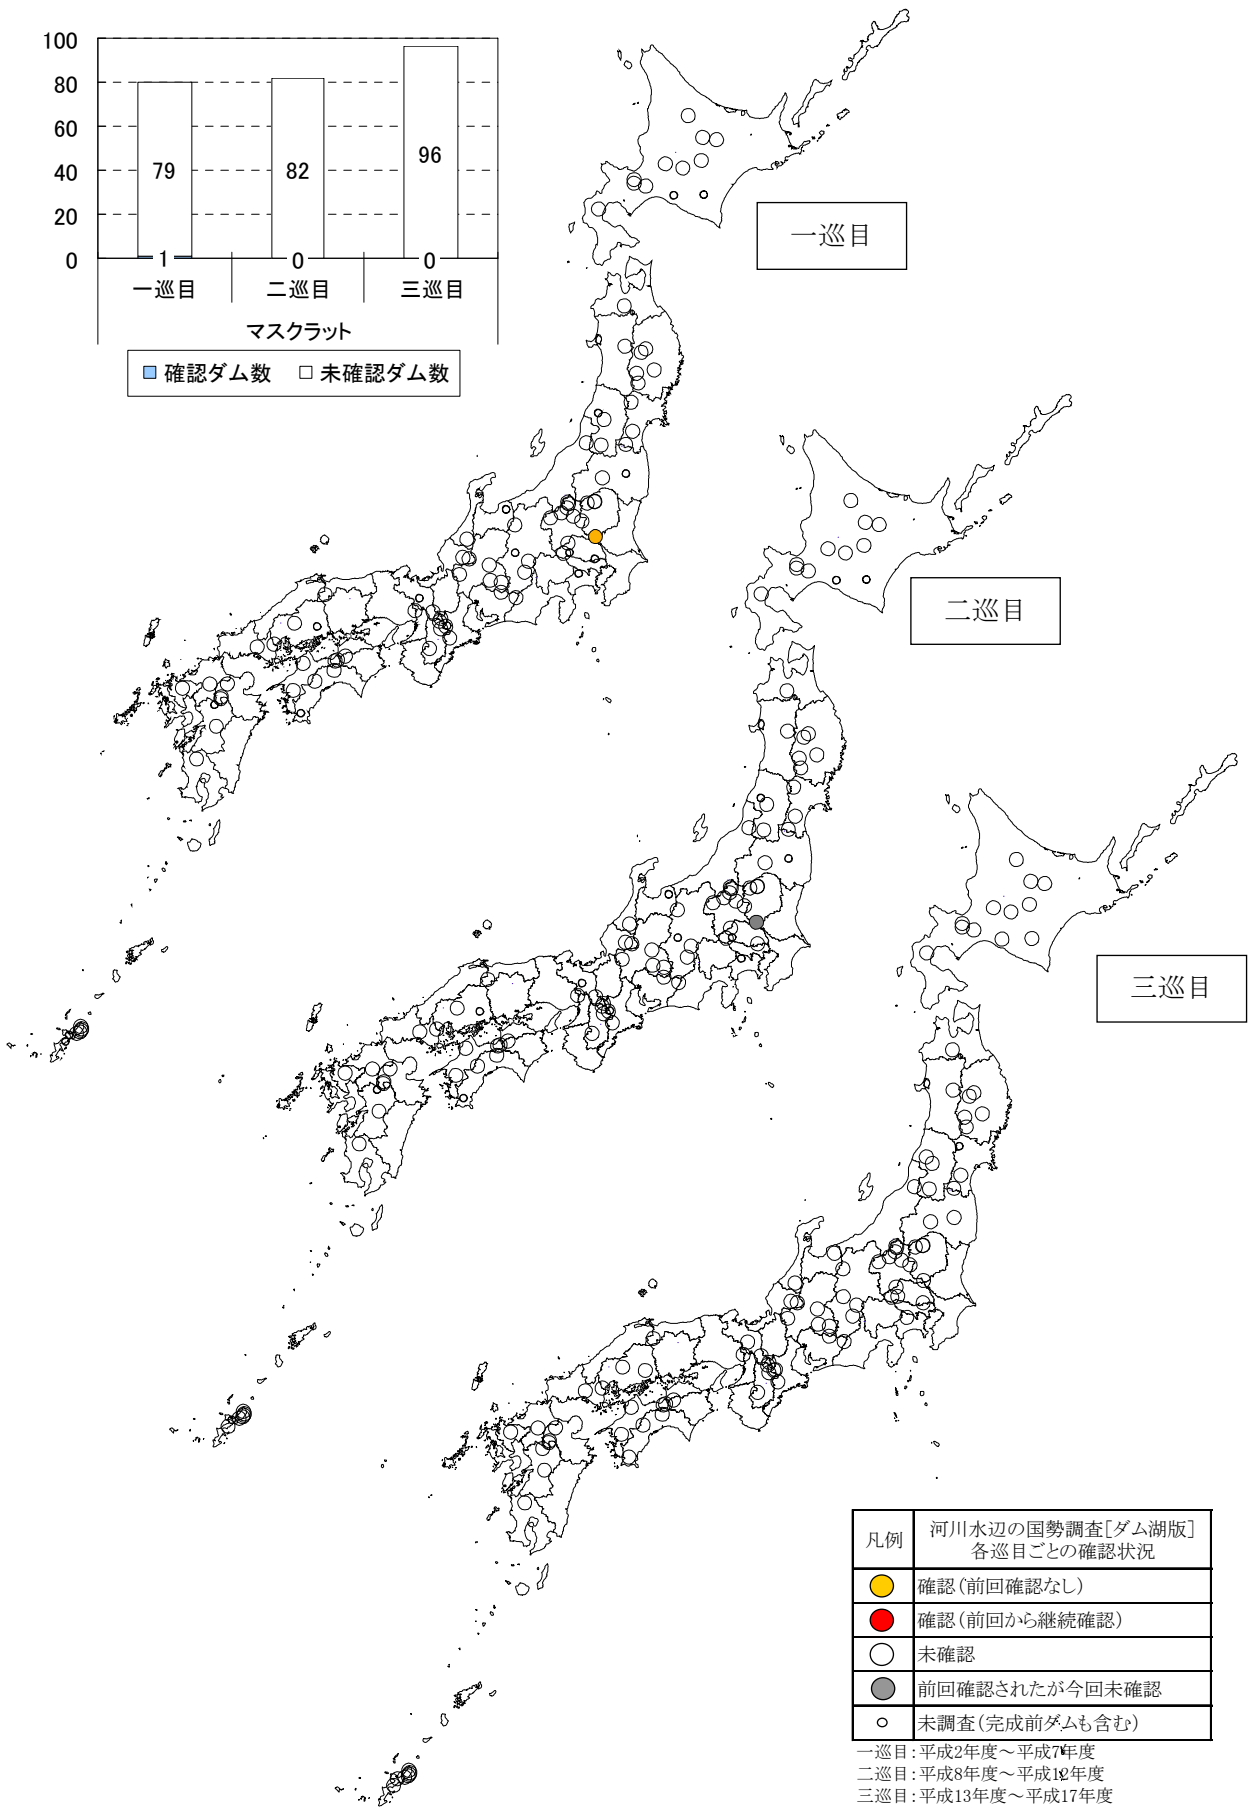 100
80
60
40
20
0
79
82
96
1
0
0
一巡目
二巡目
三巡目
マスクラット
確認ダム数
未確認ダム数
一巡目
二巡目
三巡目
凡例
河川水辺の国勢調査[ダム湖版]
各巡目ごとの確認状況
確認(前回確認なし)
確認(前回から継続確認)
未確認
前回確認されたが今回未確認
未調査(完成前ダムも含む)
一巡目:平成2年度～平成7年度
二巡目:平成8年度～平成12年度
三巡目:平成13年度～平成17年度